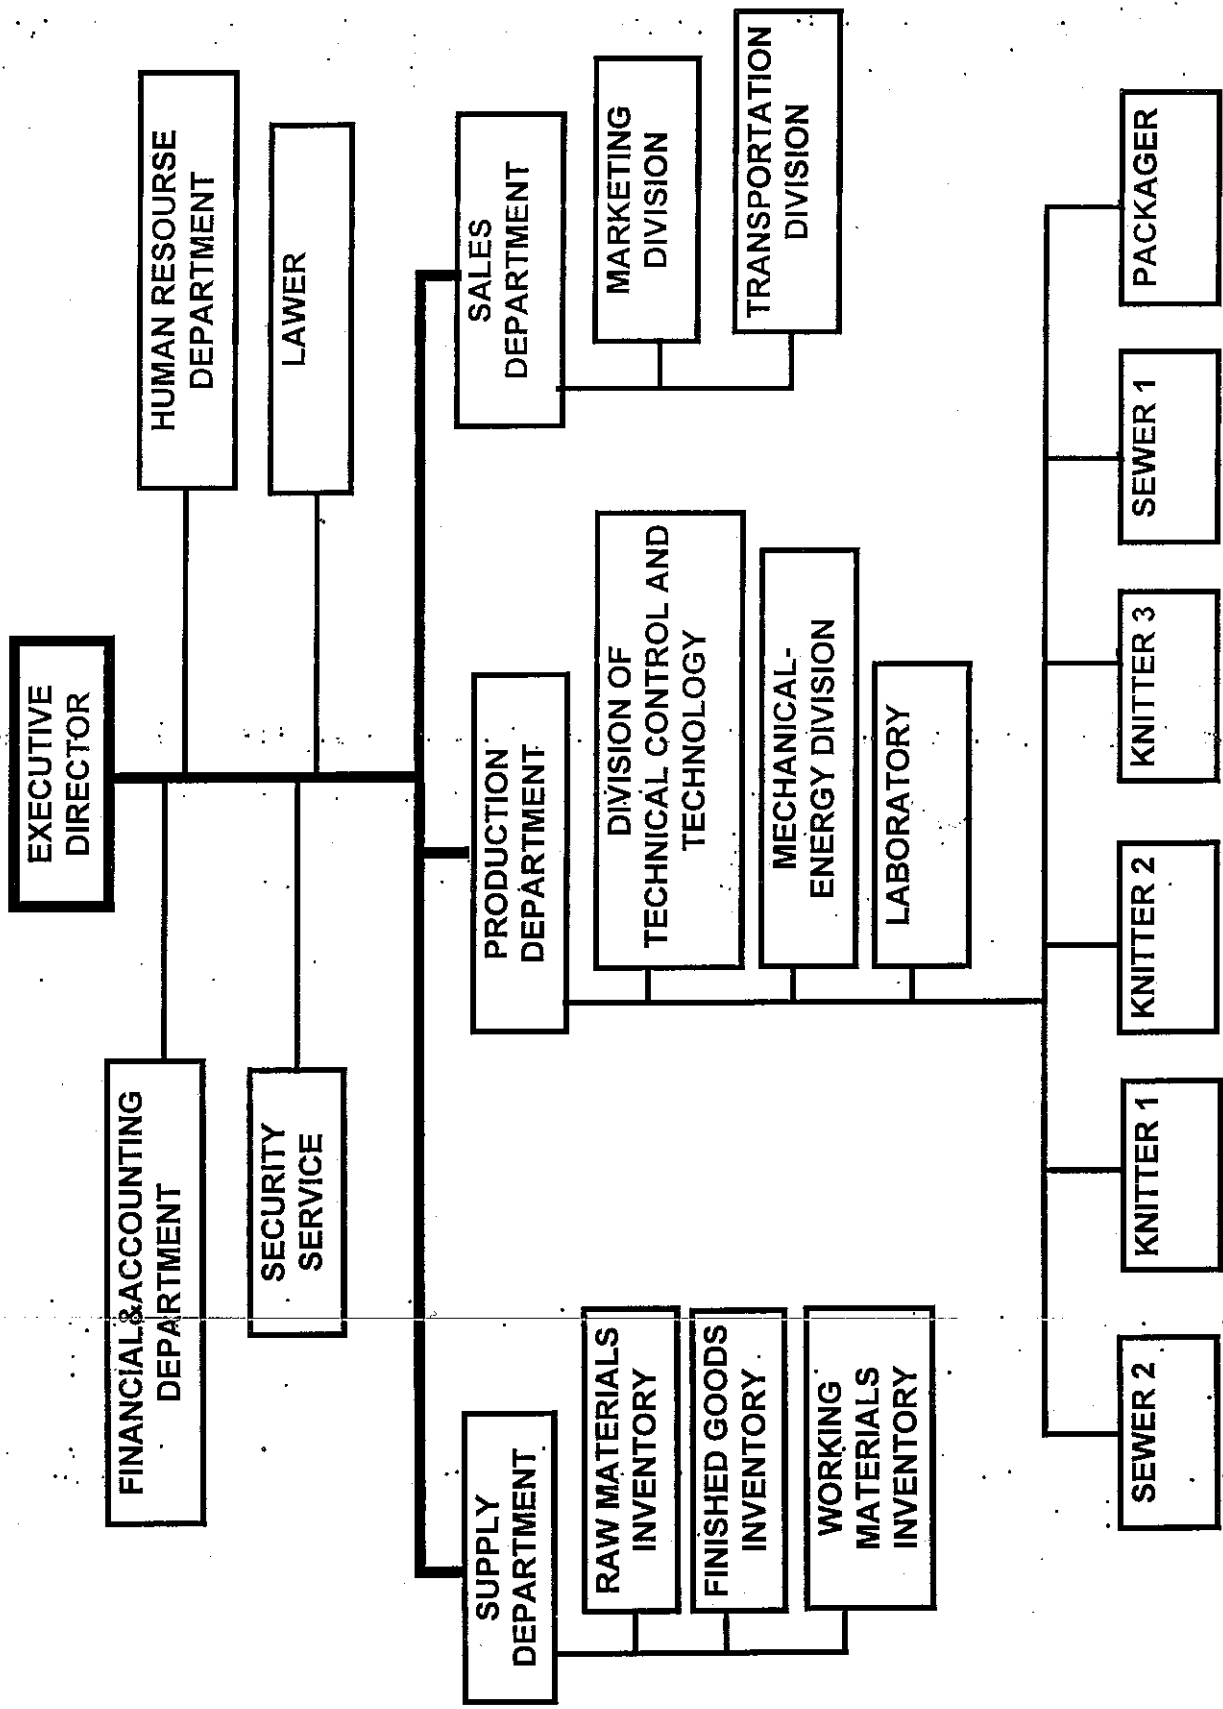 EXECUTIVE
DIRECTOR
FINANCIAL&ACCOUNTING
DEPARTMENT
HUMAN RESOURSE
DEPARTMENT
SECURITY
SERVICE
LAWER
SUPPLY
DEPARTMENT
PRODUCTION
DEPARTMENT
SALES
DEPARTMENT
RAW MATERIALS
INVENTORY
FINISHED GOODS
INVENTORY
WORKING
MATERIALS
INVENTORY
DIVISION OF
TECHNICAL CONTROL AND
TECHNOLOGY
MECHANICAL-
ENERGY DIVISION
LABORATORY
MARKETING
DIVISION
TRANSPORTATION
DIVISION
SEWER 2
KNITTER 1
KNITTER 2
KNITTER 3
SEWER 1
PACKAGER